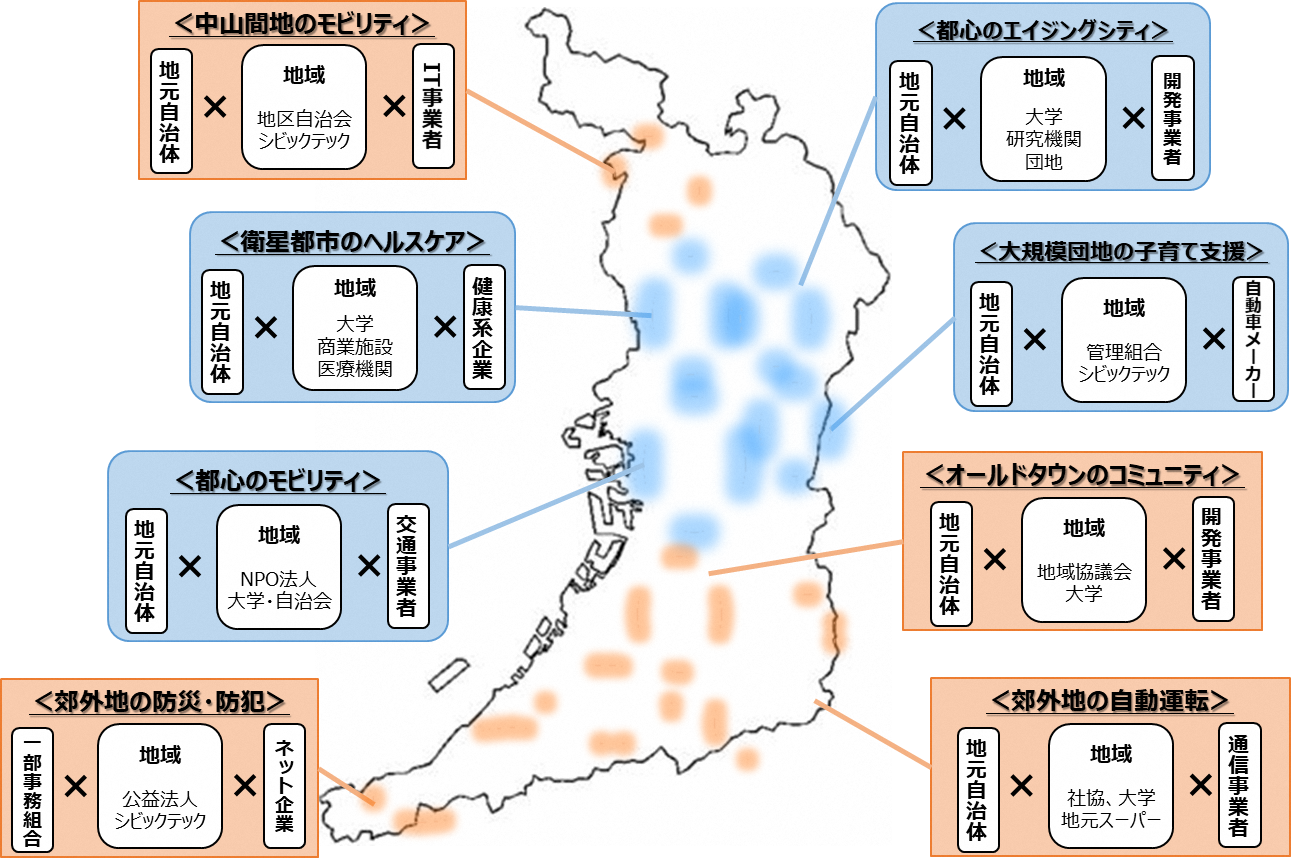 ＜中山間地のモビリティ＞
地元自治体
×
地域
地区自治会
シビックテック
×
IT事業者
＜都心のエイジングシティ＞
地元自治体
×
地域
大学
研究機関
団地
×
開発事業者
＜衛星都市のヘルスケア＞
地元自治体
×
地域
大学
商業施設
医療機関
×
健康系企業
＜大規模団地の子育て支援＞
地元自治体
×
地域
管理組合
シビックテック
×
自動車メーカー
＜都心のモビリティ＞
地元自治体
×
地域
NPO法人
大学・自治会
×
交通事業者
＜オールドタウンのコミュニティ＞
地元自治体
×
地域
地域協議会
大学
×
開発事業者
＜郊外地の防災・防犯＞
一部事務組合
×
地域
公益法人
シビックテック
×
ネット企業
＜郊外地の自動運転＞
地元自治体
×
地域
社協、大学
地元スーパー
×
通信事業者